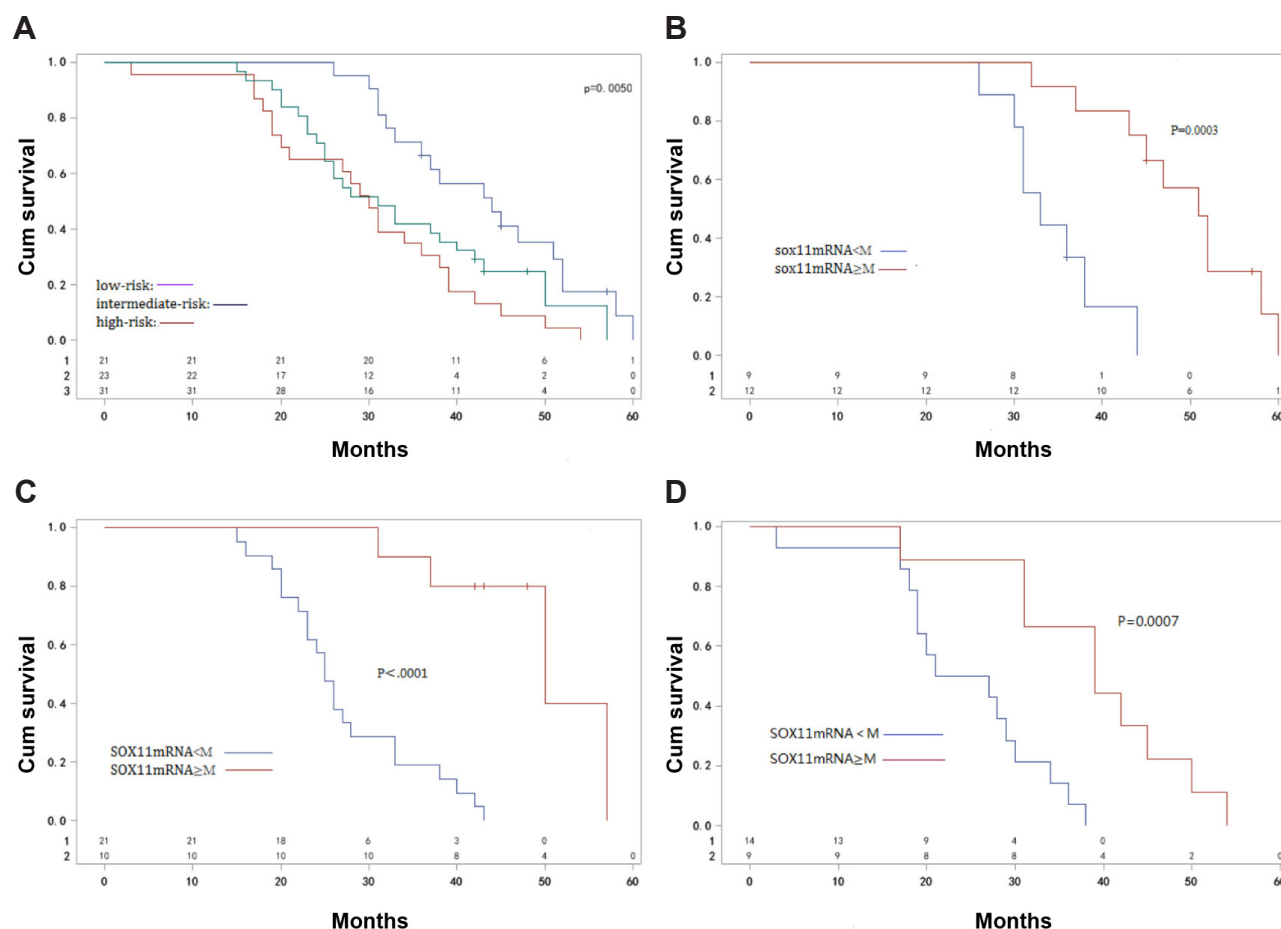 A
Cum survival
1.0
0.8
0.6
0.4
0.2
0.0
p=0.0050
low-risk:
intermediate-risk:
high-risk:
1 21 21 21 20 11 6 1
2 23 22 17 12 4 2 0
3 31 31 28 16 11 4 0
0 10 20 30 40 50 60
Months
B
Cum survival
1.0
0.8
0.6
0.4
0.2
0.0
P=0.0003
sox11mRNA<M
sox11mRNA≥M
1 9 9 9 8 1 0
2 12 12 12 12 10 6 1
0 10 20 30 40 50 60
Months
C
Cum survival
1.0
0.8
0.6
0.4
0.2
0.0
P<.0001
SOX11mRNA<M
SOX11mRNA≥M
1 21 21 18 6 3 0
2 10 10 10 10 8 4 0
0 10 20 30 40 50 60
Months
D
Cum survival
1.0
0.8
0.6
0.4
0.2
0.0
P=0.0007
SOX11mRNA<M
SOX11mRNA≥M
1 14 13 9 4 0
2 9 9 8 8 4 2 0
0 10 20 30 40 50 60
Months